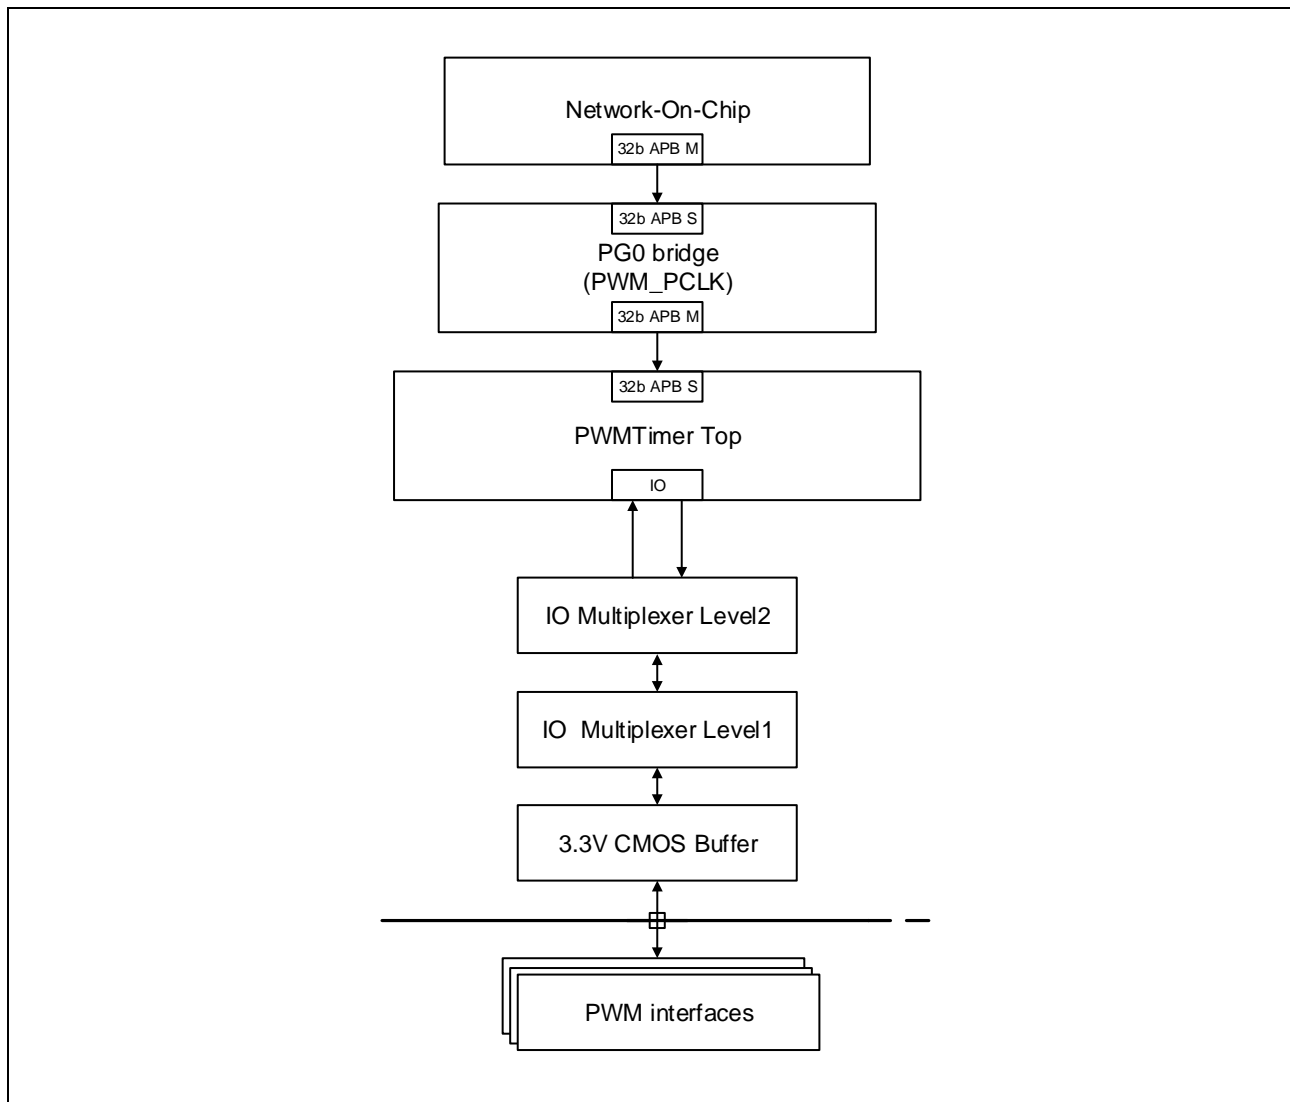 Network-On-Chip
32b APB M
32b APB S
PG0 bridge
(PWM_PCLK)
32b APB M
32b APB S
PWMTimer Top
IO
IO Multiplexer Level2
IO  Multiplexer Level1
3.3V CMOS Buffer
PWM interfaces